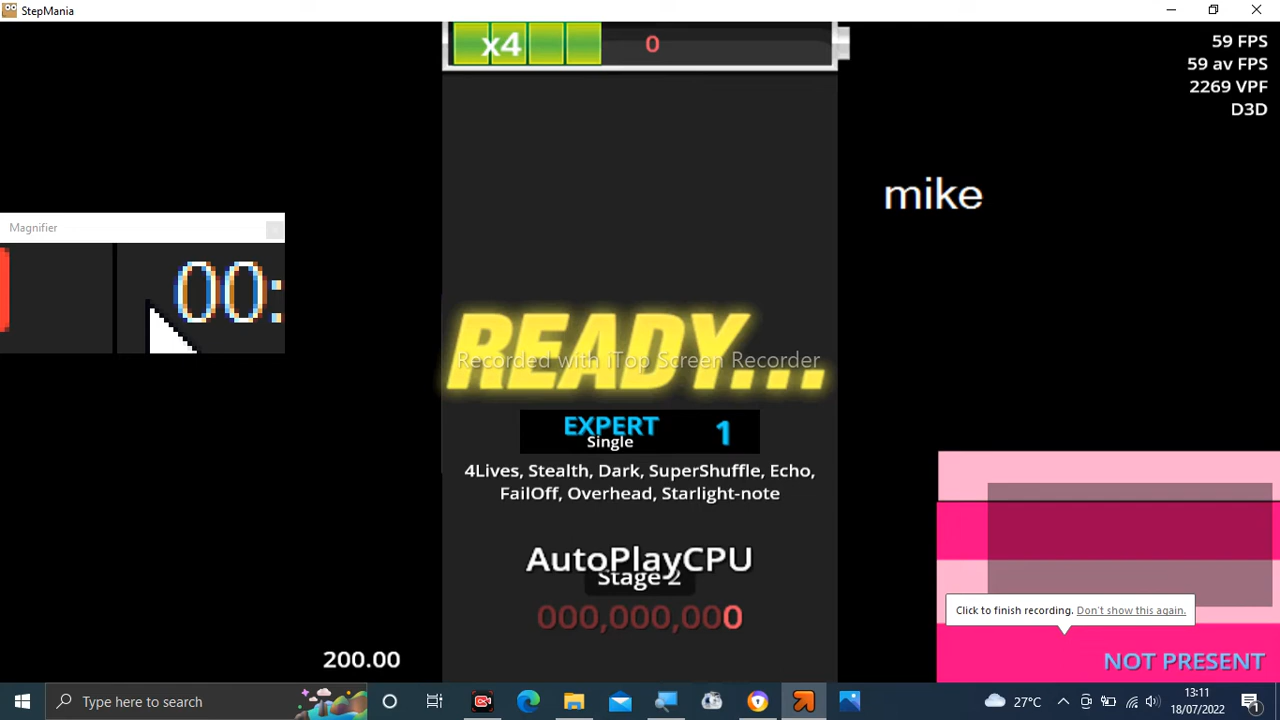 StepMania
x4
0
59 FPS
59 av FPS
2269 VPF
D3D
mike
Magnifier
00:
READY...
Recorded with iTop Screen Recorder
EXPERT
Single
1
4Lives, Stealth, Dark, SuperShuffle, Echo,
FailOff, Overhead, Starlight-note
AutoPlayCPU
Stage 2
000,000,000
Click to finish recording. Don't show this again.
200.00
NOT PRESENT
Type here to search
27°C
13:11
18/07/2022
1